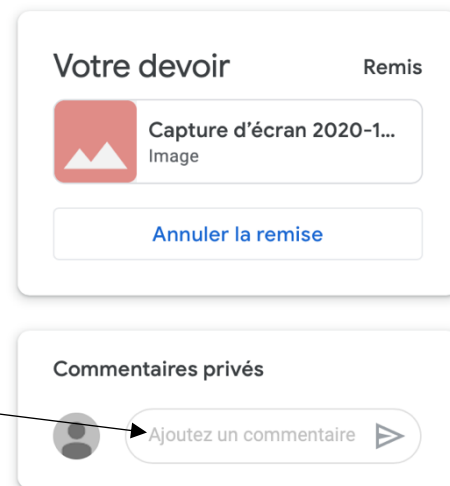 Votre devoir Remis
Capture d'écran 2020-1...
Image
Annuler la remise
Commentaires privés
Ajoutez un commentaire